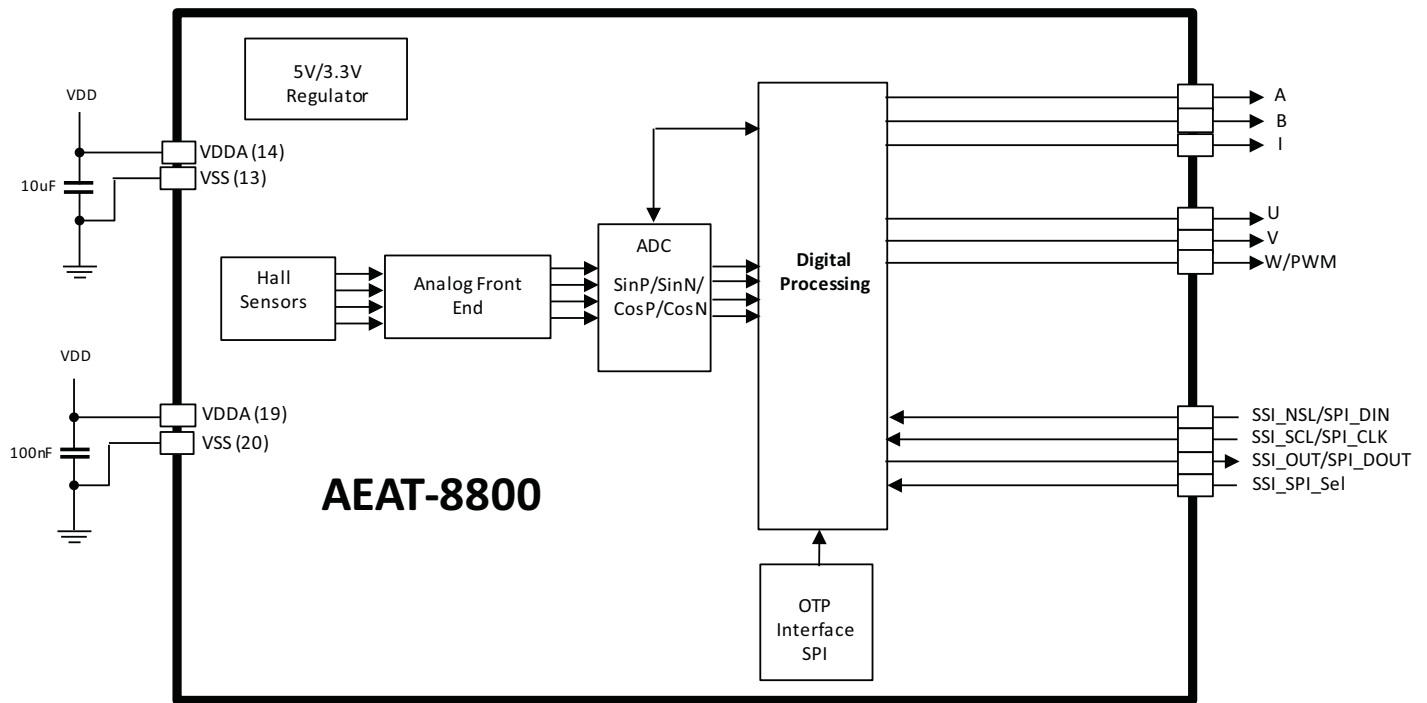 5V/3.3V
Regulator
VDD
VDDA (14)
VSS (13)
10uF
Hall
Sensors
Analog Front
End
ADC
SinP/SinN/
CosP/CosN
Digital
Processing
A
B
I
U
V
W/PWM
VDD
VDDA (19)
VSS (20)
100nF
SSI_NSL/SPI_DIN
SSI_SCL/SPI_CLK
SSI_OUT/SPI_DOUT
SSI_SPI_Sel
AEAT-8800
OTP
Interface
SPI